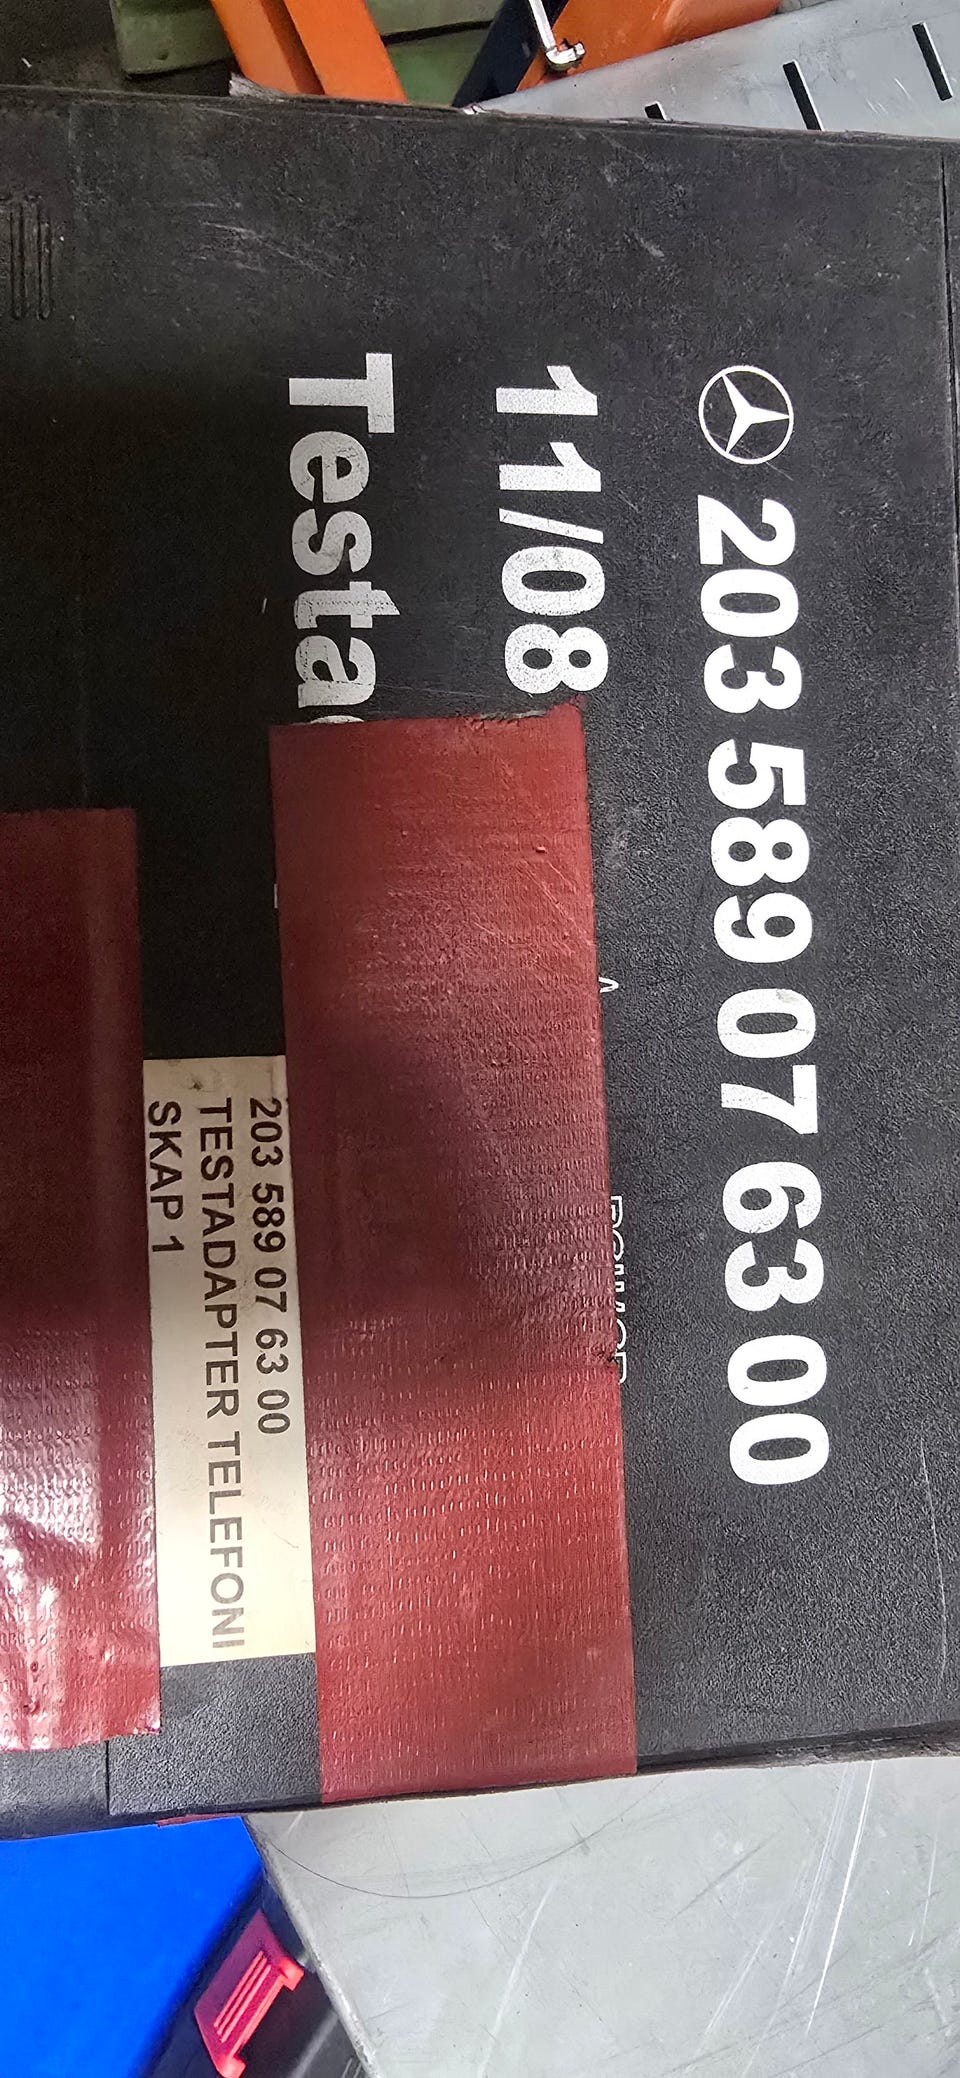 203 589 07 63 00
11/08
Testa
203 589 07 63 00
TESTADAPTER TELEFONI
SKAP 1